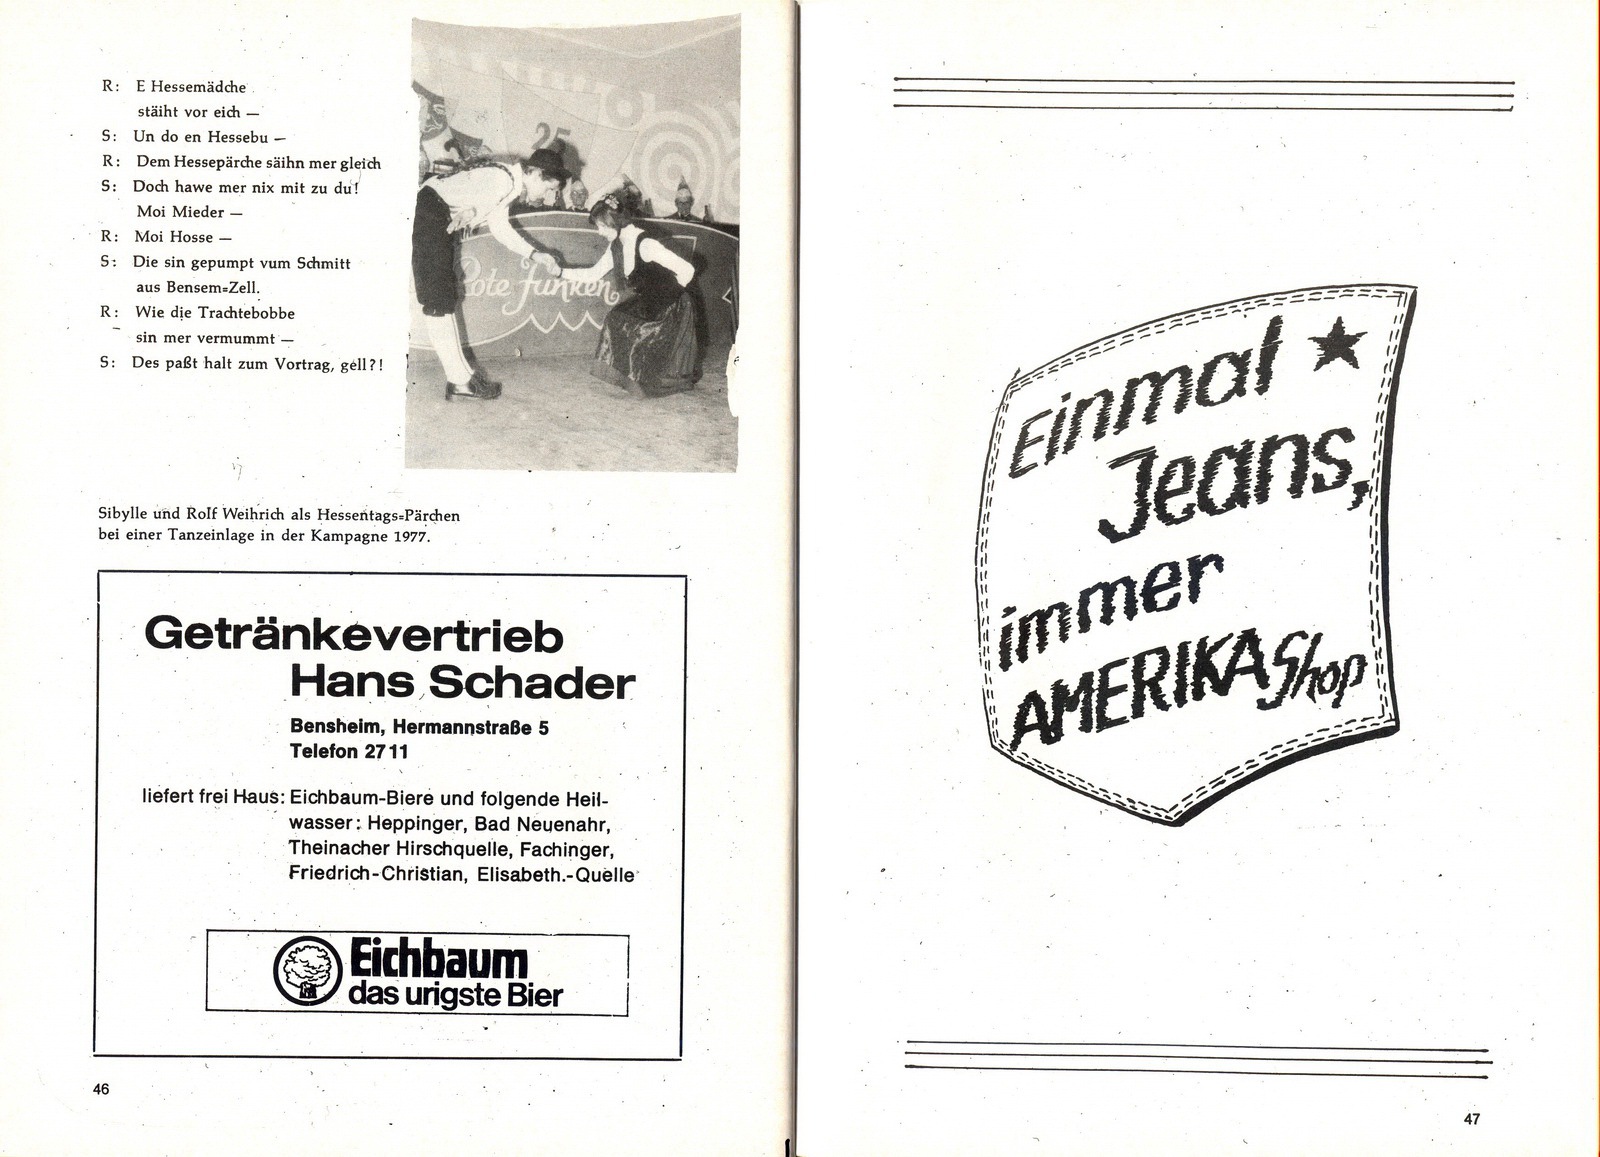 R: E Hessemädche
stäiht vor eich —
S: Un do en Hessebu —
R: Dem Hessepärche säihn mer gleich
S: Doch hawe mer nix mit zu du!
Moi Mieder —
R: Moi Hosse —
S: Die sin gepumpt vum Schmitt
aus Bensem=Zell.
R: Wie die Trachtebobbe
sin mer vermummt —
S: Des paßt halt zum Vortrag, gell?!
25
Rote Funken
Sibylle und Rolf Weihrich als Hessentags=Pärchen
bei einer Tanzeinlage in der Kampagne 1977.
Getränkevertrieb
Hans Schader
Bensheim, Hermannstraße 5
Telefon 2711
liefert frei Haus: Eichbaum-Biere und folgende Heil-
wasser: Heppinger, Bad Neuenahr,
Theinacher Hirschquelle, Fachinger,
Friedrich-Christian, Elisabeth.-Quelle
Eichbaum
das urigste Bier
46
Einmal
Jeans,
immer
AMERIKA Shop
47